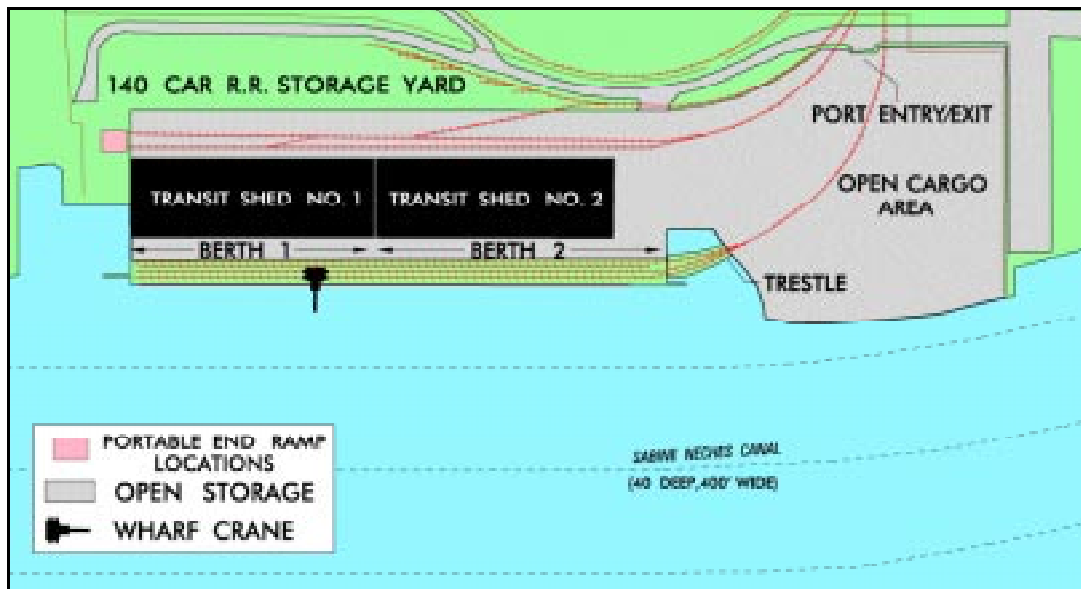 140 CAR R.R. STORAGE YARD
PORT ENTRY/EXIT
OPEN CARGO
AREA
TRANSIT SHED NO. 1
TRANSIT SHED NO. 2
BERTH 1
BERTH 2
TRESTLE
PORTABLE END RAMP
LOCATIONS
OPEN STORAGE
WHARF CRANE
SABINE NECHES CANAL
(40 DEEP,400' WIDE)